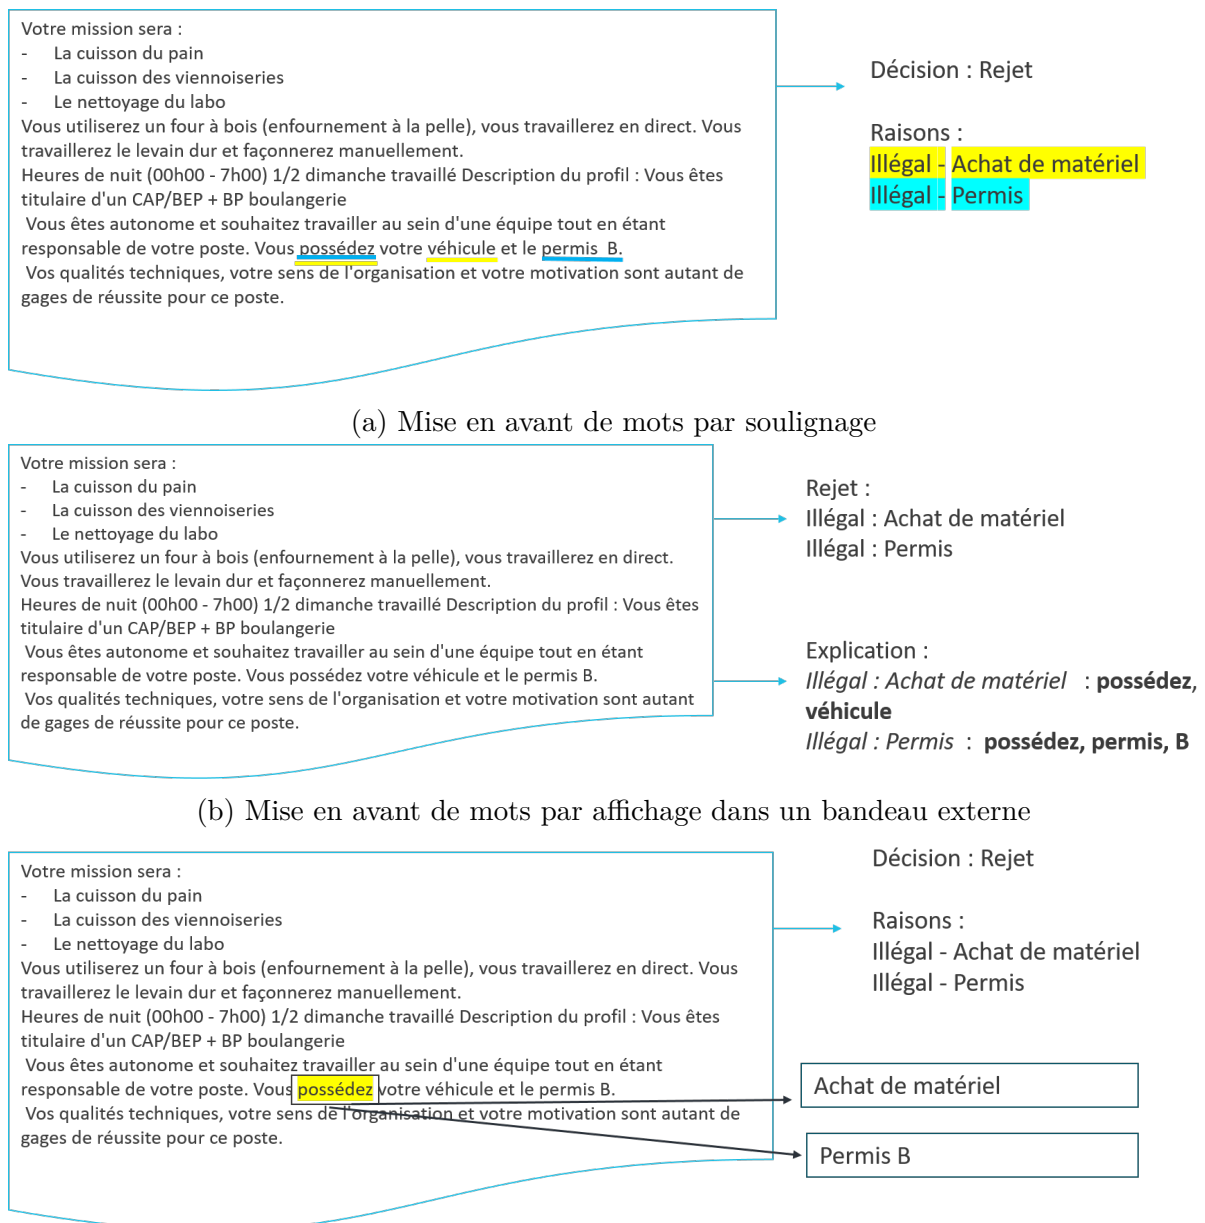 Votre mission sera :
- La cuisson du pain
- La cuisson des viennoiseries
- Le nettoyage du labo
Vous utiliserez un four à bois (enfournement à la pelle), vous travaillerez en direct. Vous
travaillerez le levain dur et façonnerez manuellement.
Heures de nuit (00h00 - 7h00) 1/2 dimanche travaillé Description du profil : Vous êtes
titulaire d'un CAP/BEP + BP boulangerie
Vous êtes autonome et souhaitez travailler au sein d'une équipe tout en étant
responsable de votre poste. Vous possédez votre véhicule et le permis B.
Vos qualités techniques, votre sens de l'organisation et votre motivation sont autant de
gages de réussite pour ce poste.
Décision : Rejet
Raisons :
Illégal - Achat de matériel
Illégal - Permis
(a) Mise en avant de mots par soulignage
Votre mission sera :
- La cuisson du pain
- La cuisson des viennoiseries
- Le nettoyage du labo
Vous utiliserez un four à bois (enfournement à la pelle), vous travaillerez en direct.
Vous travaillerez le levain dur et façonnerez manuellement.
Heures de nuit (00h00 - 7h00) 1/2 dimanche travaillé Description du profil : Vous êtes
titulaire d'un CAP/BEP + BP boulangerie
Vous êtes autonome et souhaitez travailler au sein d'une équipe tout en étant
responsable de votre poste. Vous possédez votre véhicule et le permis B.
Vos qualités techniques, votre sens de l'organisation et votre motivation sont autant
de gages de réussite pour ce poste.
Rejet :
Illégal : Achat de matériel
Illégal : Permis
Explication :
Illégal : Achat de matériel : possédez,
véhicule
Illégal : Permis : possédez, permis, B
(b) Mise en avant de mots par affichage dans un bandeau externe
Votre mission sera :
- La cuisson du pain
- La cuisson des viennoiseries
- Le nettoyage du labo
Vous utiliserez un four à bois (enfournement à la pelle), vous travaillerez en direct. Vous
travaillerez le levain dur et façonnerez manuellement.
Heures de nuit (00h00 - 7h00) 1/2 dimanche travaillé Description du profil : Vous êtes
titulaire d'un CAP/BEP + BP boulangerie
Vous êtes autonome et souhaitez travailler au sein d'une équipe tout en étant
responsable de votre poste. Vous possédez votre véhicule et le permis B.
Vos qualités techniques, votre sens de l'organisation et votre motivation sont autant de
gages de réussite pour ce poste.
Décision : Rejet
Raisons :
Illégal - Achat de matériel
Illégal - Permis
Achat de matériel
Permis B